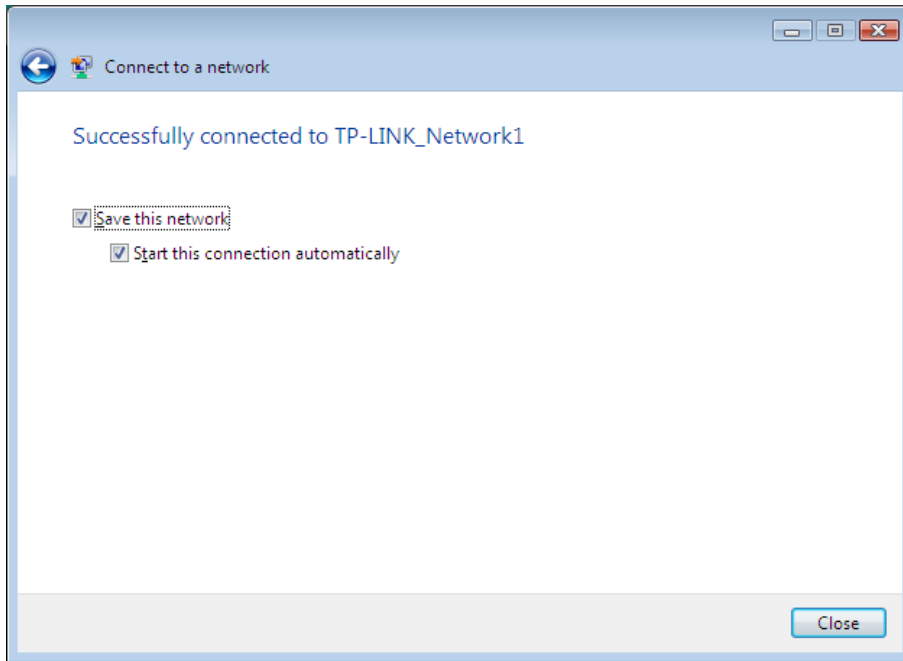 Connect to a network
Successfully connected to TP-LINK_Network1
Save this network
Start this connection automatically
Close